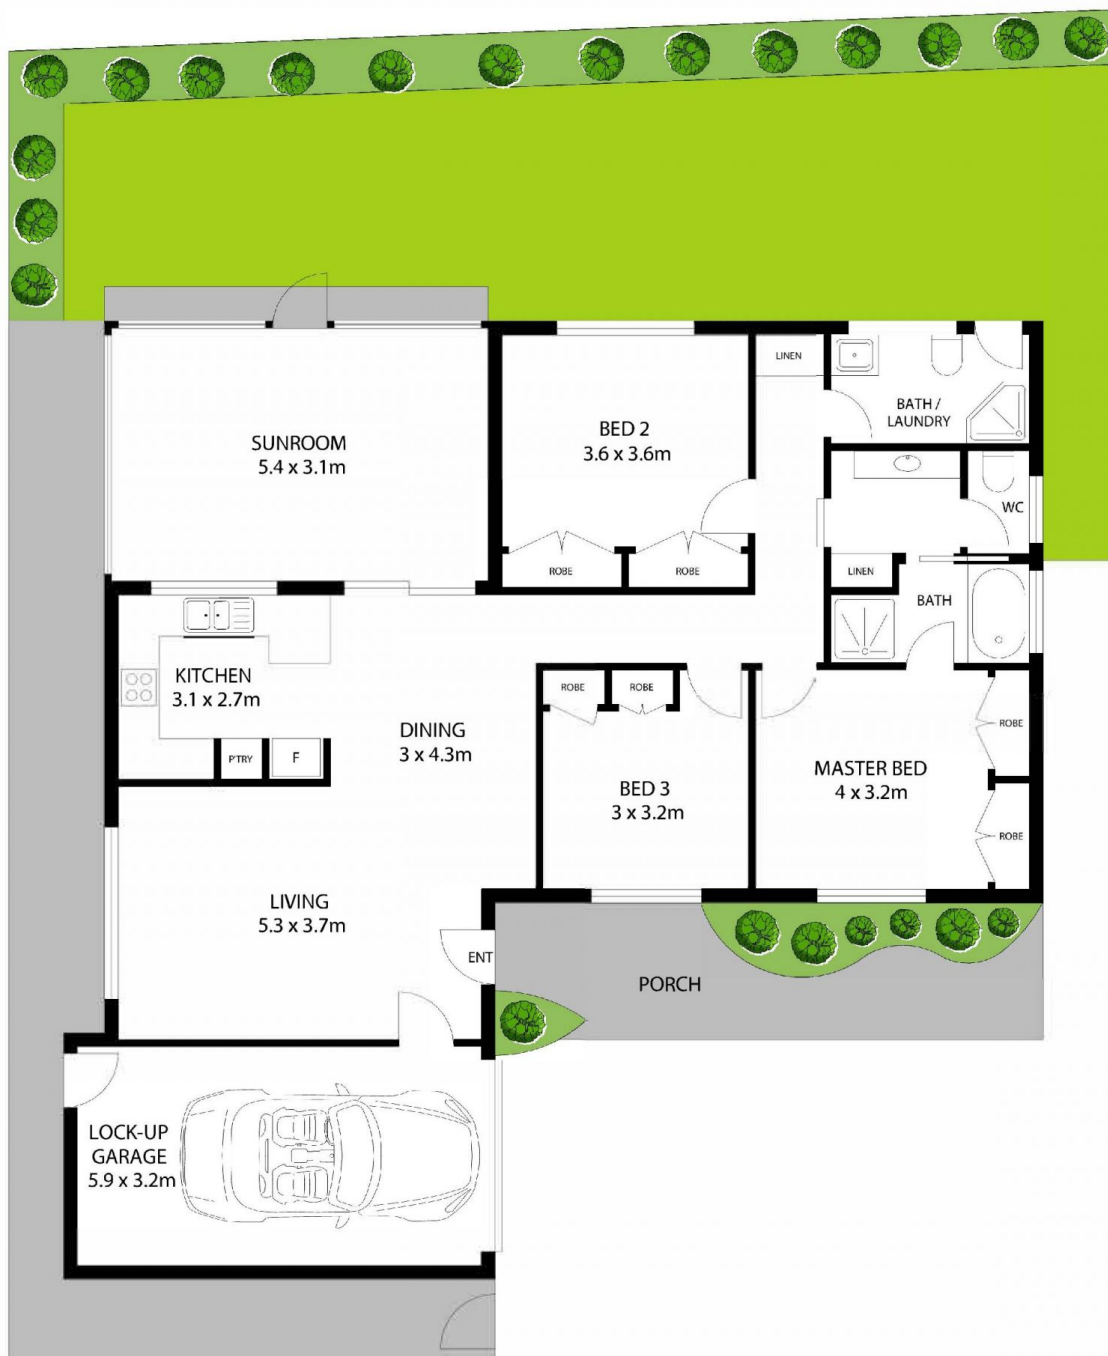 LINEN
BATH /
LAUNDRY
BED 2
3.6 x 3.6m
SUNROOM
5.4 x 3.1m
WC
ROBE
ROBE
LINEN
BATH
KITCHEN
3.1 x 2.7m
ROBE
ROBE
ROBE
DINING
3 x 4.3m
P'TRY
F
MASTER BED
4 x 3.2m
BED 3
3 x 3.2m
ROBE
LIVING
5.3 x 3.7m
ENT
PORCH
LOCK-UP
GARAGE
5.9 x 3.2m